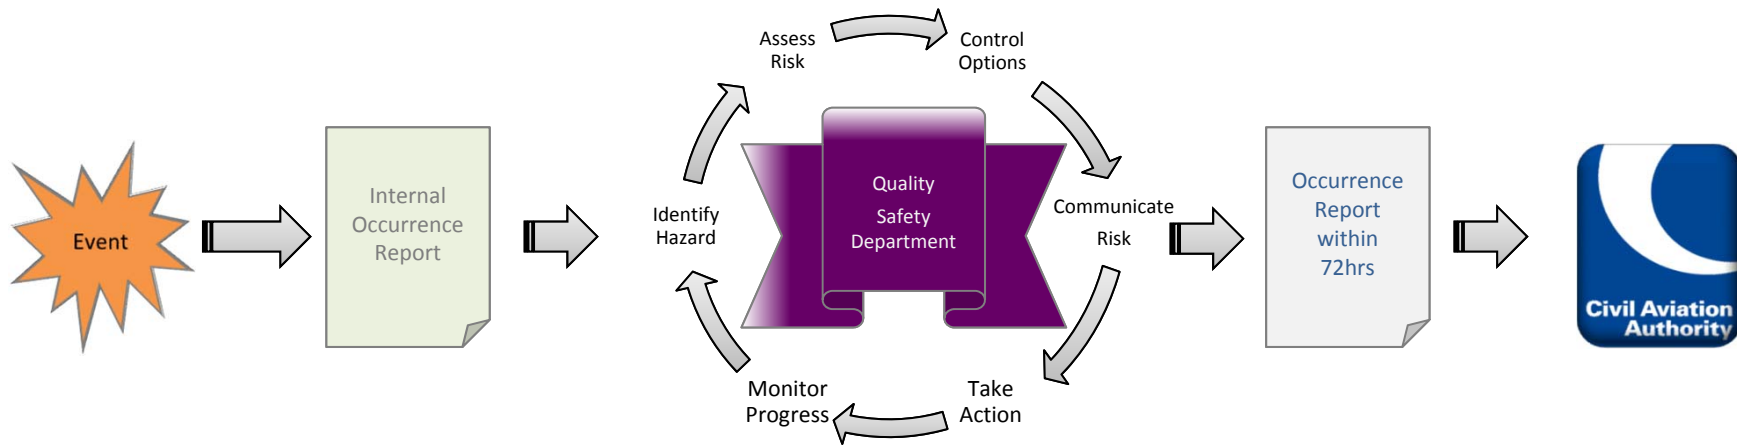 Event
Internal
Occurrence
Report
Identify
Hazard
Assess
Risk
Control
Options
Quality
Safety
Department
Communicate
Risk
Take
Action
Monitor
Progress
Occurrence
Report
within
72hrs
Civil Aviation
Authority